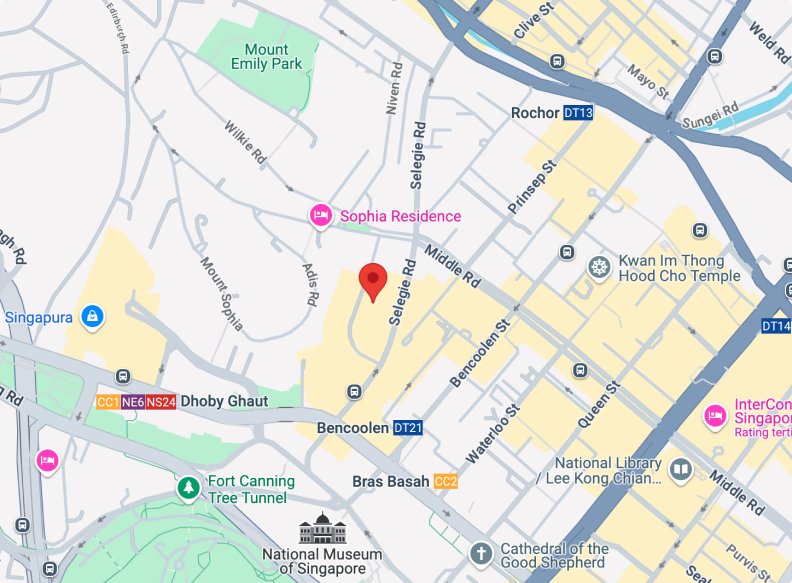 Edinburgh Rd
Clive St
Weld Rd
Mount
Emily Park
Niven Rd
Mayo St
Rochor DT13
Sungei Rd
Wilkie Rd
Selegie Rd
Prinsep St
Sophia Residence
Middle Rd
Kwan Im Thong
Hood Cho Temple
Mount Sophia
Adis Rd
Selegie Rd
Singapura
DT14
Bencoolen St
CC1 NE6 NS24 Dhoby Ghaut
Queen St
InterCon
Singapor
Rating terti
Bencoolen DT21
Waterloo St
National Library
/ Lee Kong Chian...
Bras Basah CC2
Fort Canning
Tree Tunnel
Middle Rd
National Museum
of Singapore
Cathedral of the
Good Shepherd
Purvis St